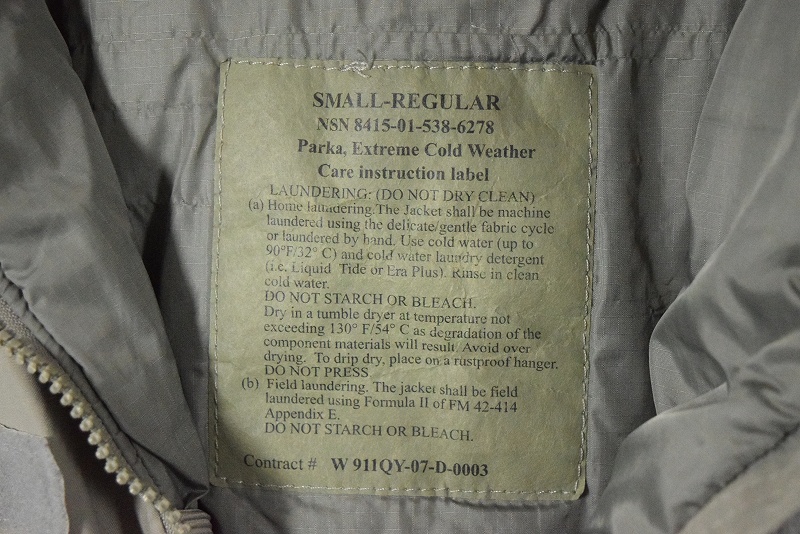 SMALL-REGULAR
NSN 8415-01-538-6278
Parka, Extreme Cold Weather
Care instruction label
LAUNDERING: (DO NOT DRY CLEAN)
(a) Home laundering.The Jacket shall be machine
laundered using the delicate/gentle fabric cycle
or laundered by hand. Use cold water (up to
90°F/32° C) and cold water laundry detergent
(i.e. Liquid Tide or Era Plus). Rinse in clean
cold water.
DO NOT STARCH OR BLEACH.
Dry in a tumble dryer at temperature not
exceeding 130° F/54° C as degradation of the
component materials will result. Avoid over
drying. To drip dry, place on a rustproof hanger.
DO NOT PRESS
(b) Field laundering. The jacket shall be field
laundered using Formula II of FM 42-414
Appendix E.
DO NOT STARCH OR BLEACH.
Contract # W 911QY-07-D-0003